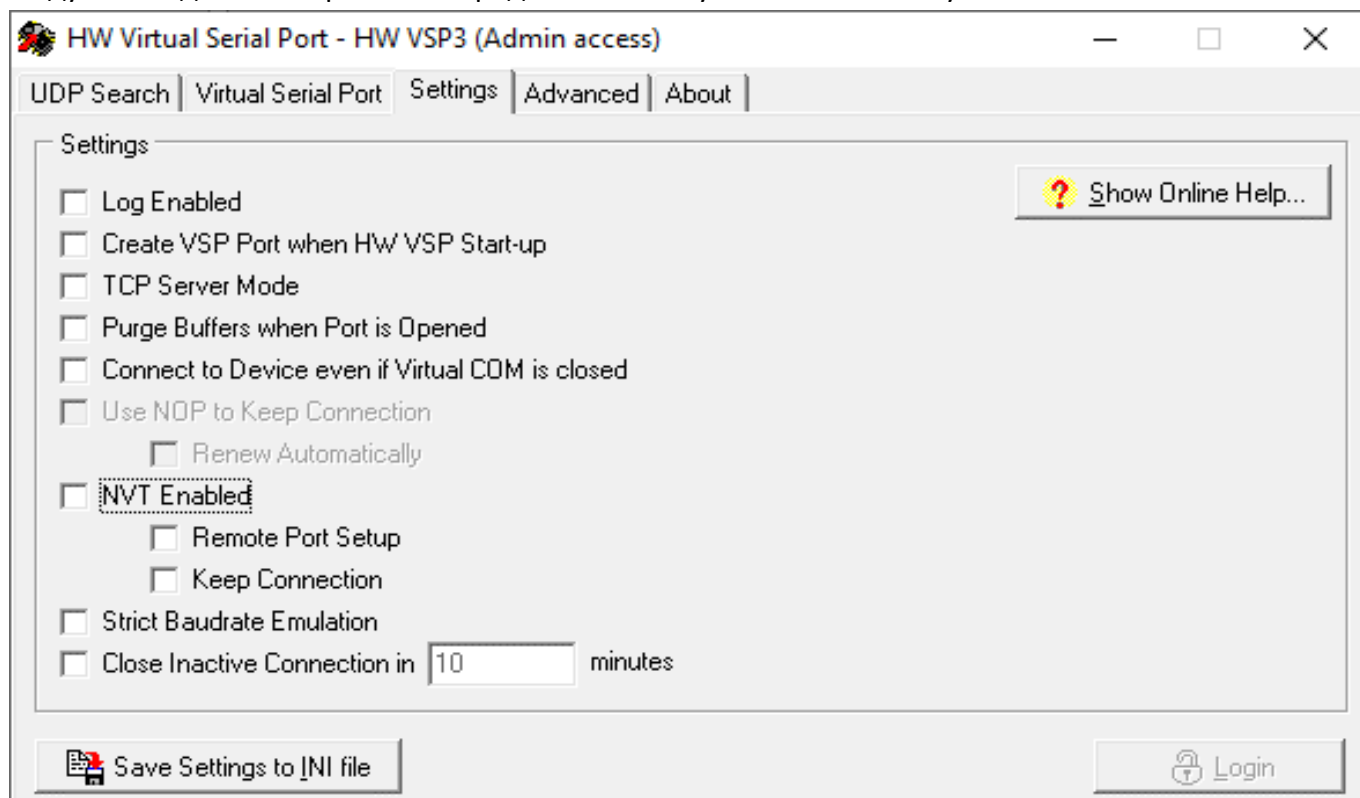 HW Virtual Serial Port - HW VSP3 (Admin access)
UDP Search Virtual Serial Port Settings Advanced About
Settings
Show Online Help...
Log Enabled
Create VSP Port when HW VSP Start-up
TCP Server Mode
Purge Buffers when Port is Opened
Connect to Device even if Virtual COM is closed
Use NOP to Keep Connection
Renew Automatically
NVT Enabled
Remote Port Setup
Keep Connection
Strict Baudrate Emulation
Close Inactive Connection in 10 minutes
Save Settings to INI file Login